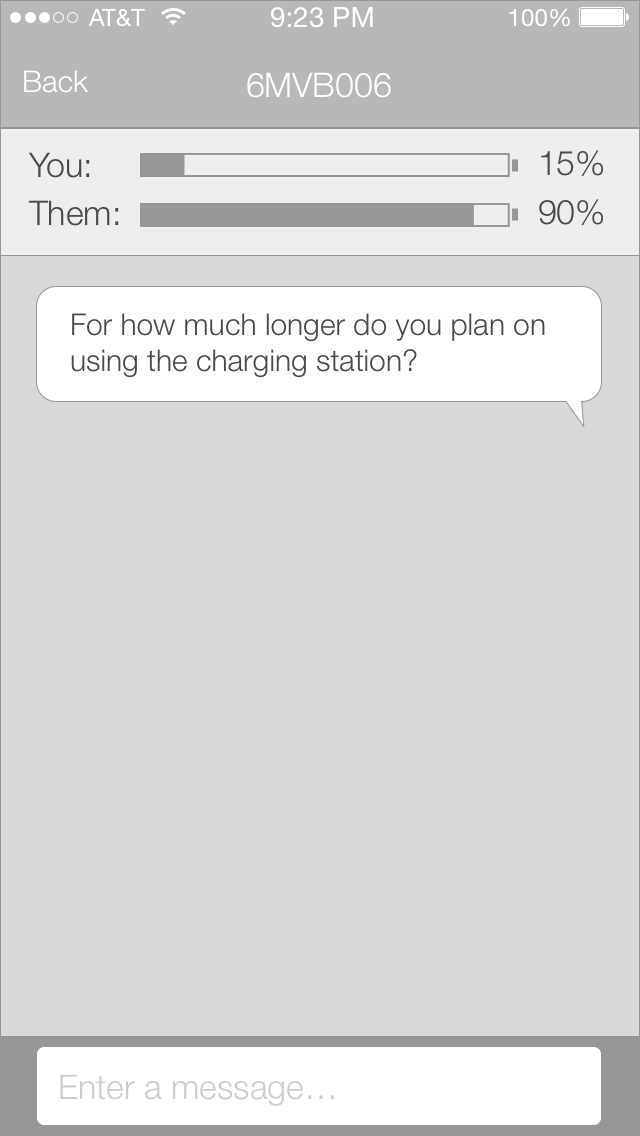 AT&T 9:23 PM 100%
Back 6MVB006
You: 15%
Them: 90%
For how much longer do you plan on
using the charging station?
Enter a message...